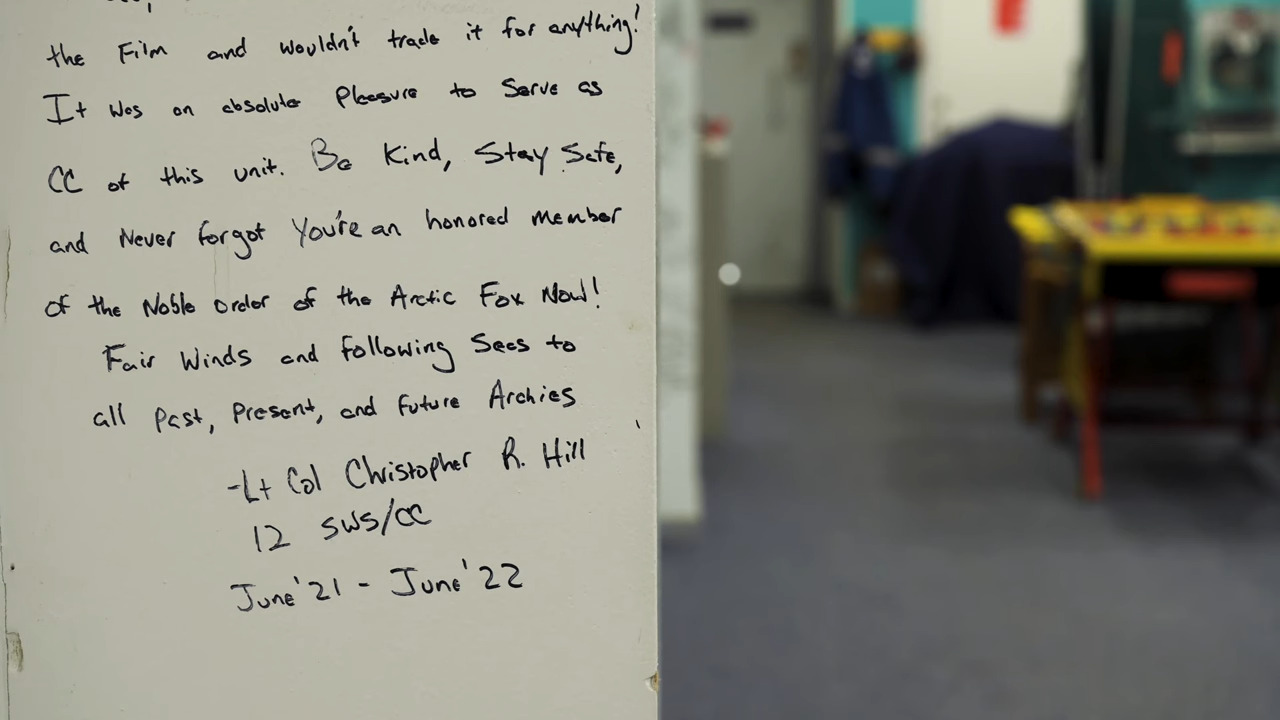 the Film and wouldn't trade it for anything!
It was an absolute Pleasure to Serve as
CC of this unit. Be Kind, Stay Safe,
and Never forgot You're an honored member
of the Noble order of the Arctic Fox Now!
Fair Winds and following Seas to
all Past, Present, and future Archies
-Lt Col Christopher R. Hill
12 SWS/CC
June '21 - June '22